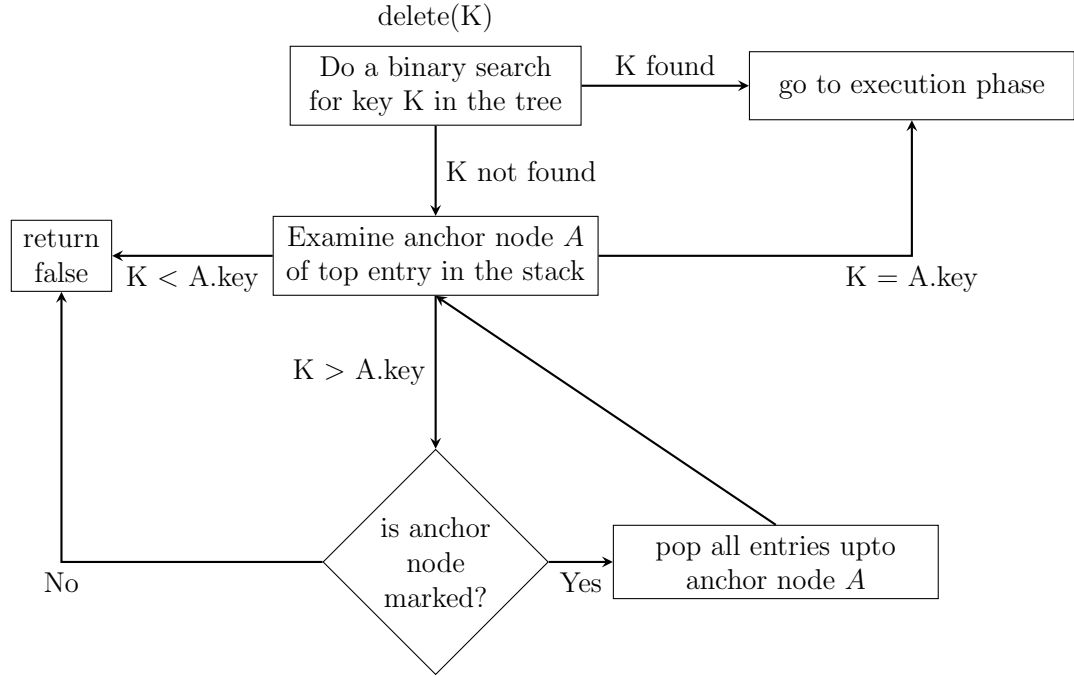 delete(K)
Do a binary search
for key K in the tree
K found
go to execution phase
K not found
return
false
K < A.key
Examine anchor node A
of top entry in the stack
K = A.key
K > A.key
is anchor
node
marked?
No
Yes
pop all entries upto
anchor node A